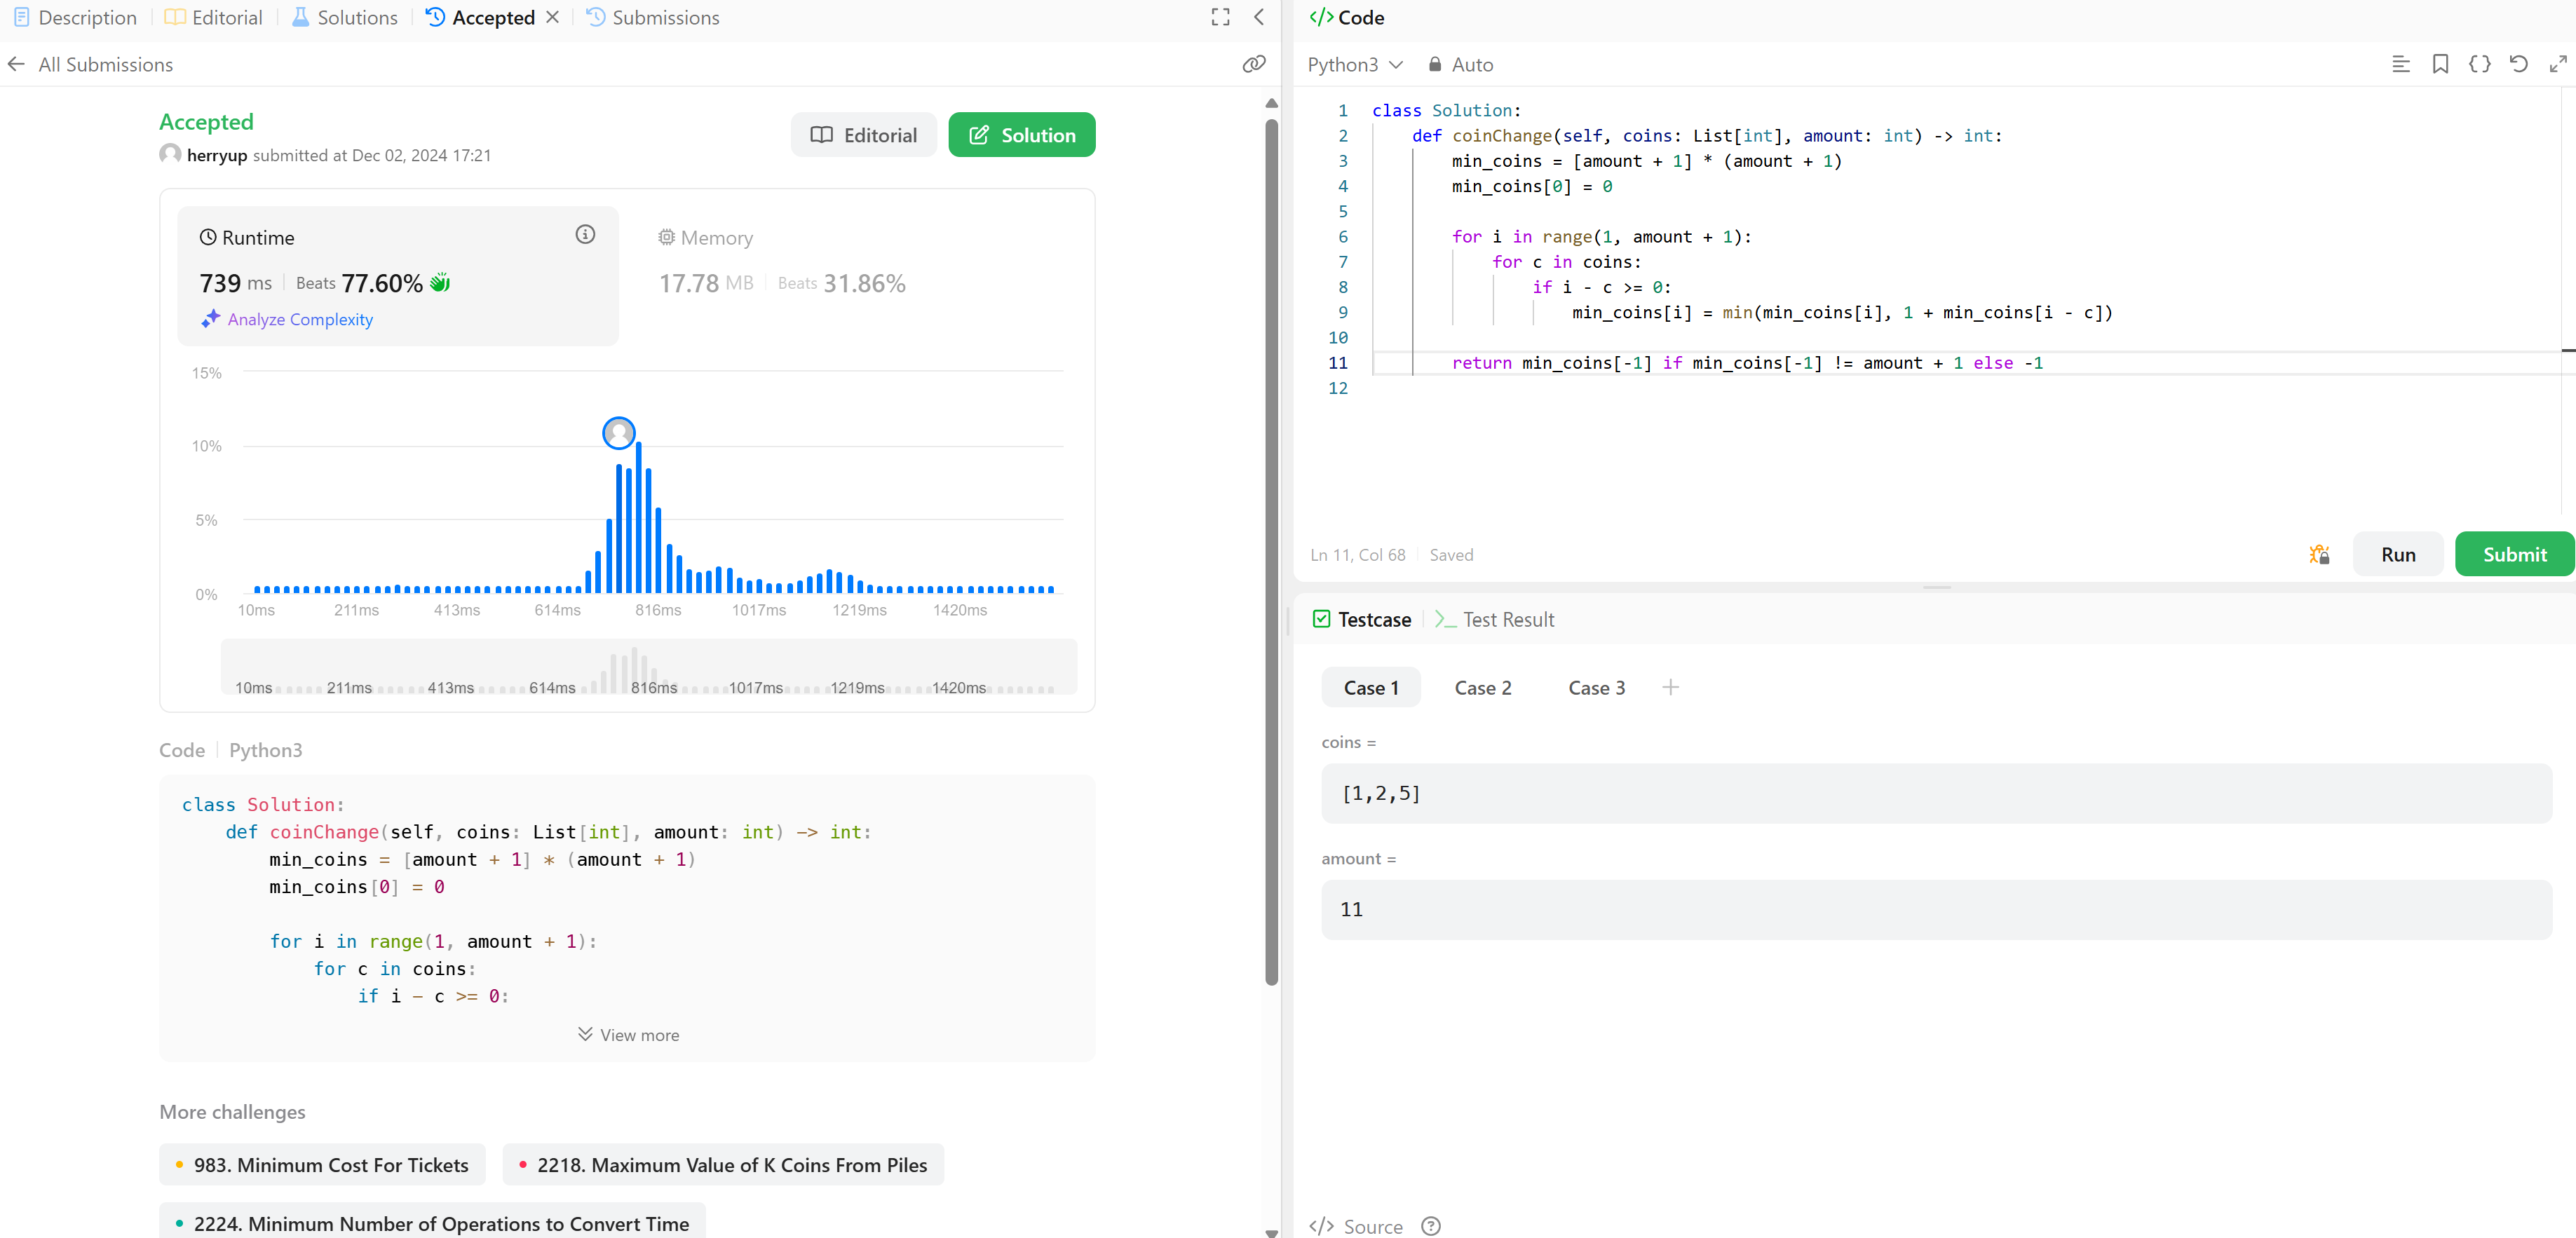 Description
Editorial
Solutions
Accepted
Submissions
All Submissions
Accepted
herryup submitted at Dec 02, 2024 17:21
Editorial
Solution
Runtime
739 ms Beats 77.60%
Analyze Complexity
Memory
17.78 MB Beats 31.86%
15%
10%
5%
0%
10ms 211ms 413ms 614ms 816ms 1017ms 1219ms 1420ms
10ms 211ms 413ms 614ms 816ms 1017ms 1219ms 1420ms
Code Python3
class Solution:
    def coinChange(self, coins: List[int], amount: int) -> int:
        min_coins = [amount + 1] * (amount + 1)
        min_coins[0] = 0
        for i in range(1, amount + 1):
            for c in coins:
                if i - c >= 0:
View more
More challenges
983. Minimum Cost For Tickets
2218. Maximum Value of K Coins From Piles
2224. Minimum Number of Operations to Convert Time
</> Code
Python3 Auto
1 class Solution:
2     def coinChange(self, coins: List[int], amount: int) -> int:
3         min_coins = [amount + 1] * (amount + 1)
4         min_coins[0] = 0
5
6         for i in range(1, amount + 1):
7             for c in coins:
8                 if i - c >= 0:
9                     min_coins[i] = min(min_coins[i], 1 + min_coins[i - c])
10
11         return min_coins[-1] if min_coins[-1] != amount + 1 else -1
12
Ln 11, Col 68 Saved
Run
Submit
Testcase
>_ Test Result
Case 1 Case 2 Case 3 +
coins =
[1,2,5]
amount =
11
</> Source ?